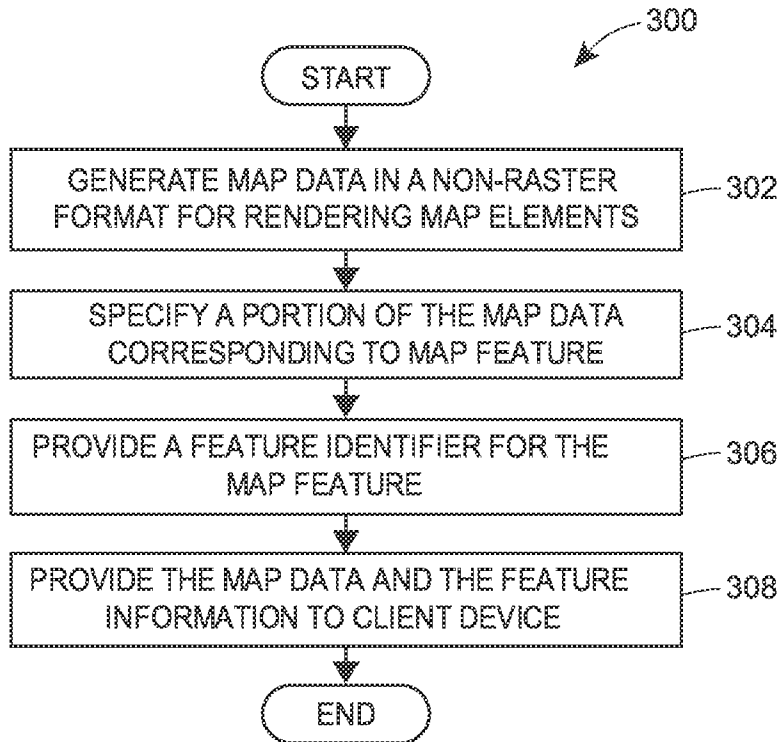 300
START
GENERATE MAP DATA IN A NON-RASTER
FORMAT FOR RENDERING MAP ELEMENTS
302
SPECIFY A PORTION OF THE MAP DATA
CORRESPONDING TO MAP FEATURE
304
PROVIDE A FEATURE IDENTIFIER FOR THE
MAP FEATURE
306
PROVIDE THE MAP DATA AND THE FEATURE
INFORMATION TO CLIENT DEVICE
308
END